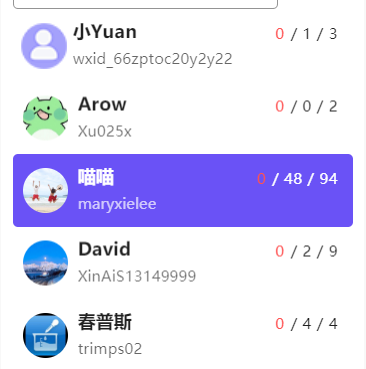 小Yuan
0 / 1 / 3
wxid_66zptoc20y2y22
Arow
0 / 0 / 2
Xu025x
喵喵
0 / 48 / 94
maryxielee
David
0 / 2 / 9
XinAiS13149999
春普斯
0 / 4 / 4
trimps02